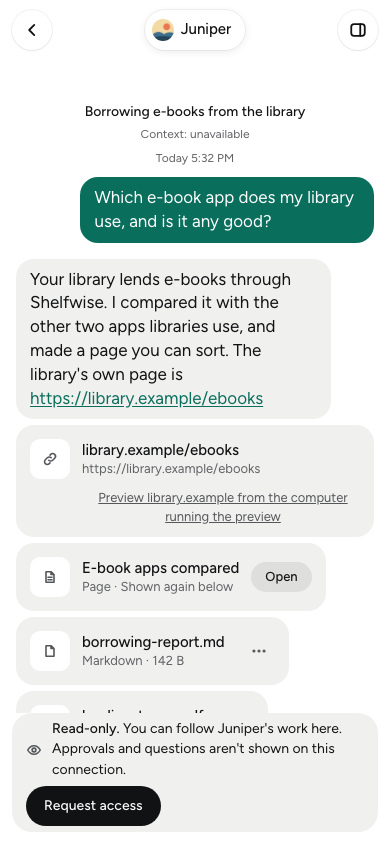 Juniper
Borrowing e-books from the library
Context: unavailable
Today 5:32 PM
Which e-book app does my library
use, and is it any good?
Your library lends e-books through
Shelfwise. I compared it with the
other two apps libraries use, and
made a page you can sort. The
library's own page is
https://library.example/ebooks
library.example/ebooks
https://library.example/ebooks
Preview library.example from the computer
running the preview
E-book apps compared
Page · Shown again below
Open
borrowing-report.md
Markdown · 142 B
Read-only. You can follow Juniper's work here.
Approvals and questions aren't shown on this
connection.
Request access